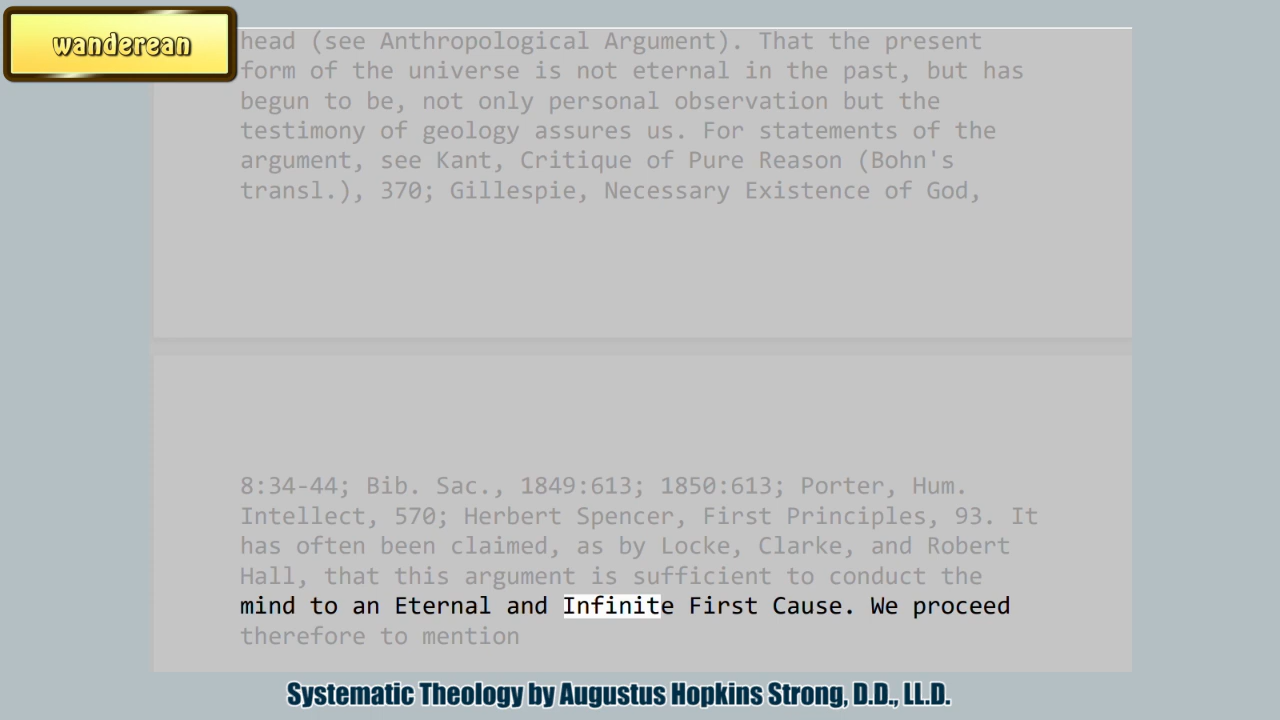 wanderean
head (see Anthropological Argument). That the present
form of the universe is not eternal in the past, but has
begun to be, not only personal observation but the
testimony of geology assures us. For statements of the
argument, see Kant, Critique of Pure Reason (Bohn's
transl.), 370; Gillespie, Necessary Existence of God,
8:34-44; Bib. Sac., 1849:613; 1850:613; Porter, Hum.
Intellect, 570; Herbert Spencer, First Principles, 93. It
has often been claimed, as by Locke, Clarke, and Robert
Hall, that this argument is sufficient to conduct the
mind to an Eternal and Infinite First Cause. We proceed
therefore to mention
Systematic Theology by Augustus Hopkins Strong, D.D., LL.D.